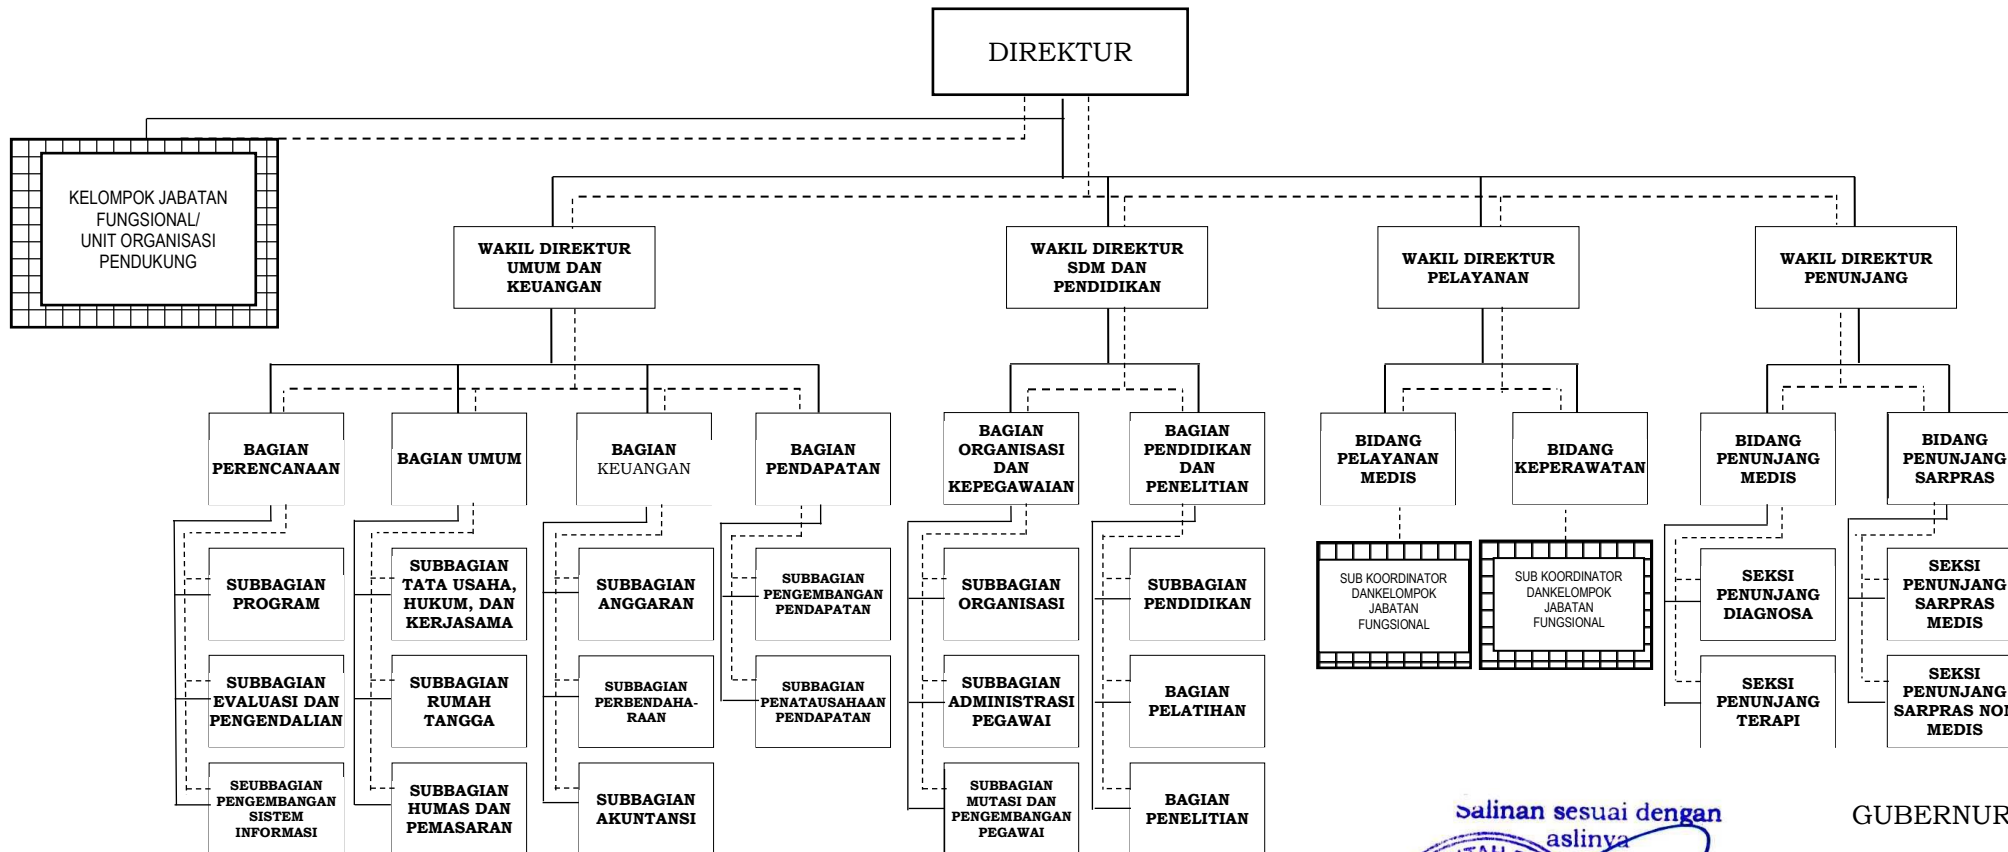 DIREKTUR
KELOMPOK JABATAN
FUNGSIONAL/
UNIT ORGANISASI
PENDUKUNG
WAKIL DIREKTUR
UMUM DAN
KEUANGAN
WAKIL DIREKTUR
SDM DAN
PENDIDIKAN
WAKIL DIREKTUR
PELAYANAN
WAKIL DIREKTUR
PENUNJANG
BAGIAN
PERENCANAAN
BAGIAN UMUM
BAGIAN
KEUANGAN
BAGIAN
PENDAPATAN
BAGIAN
ORGANISASI
DAN
KEPEGAWAIAN
BAGIAN
PENDIDIKAN
DAN
PENELITIAN
BIDANG
PELAYANAN
MEDIS
BIDANG
KEPERAWATAN
BIDANG
PENUNJANG
MEDIS
BIDANG
PENUNJANG
SARPRAS
SUBBAGIAN
PROGRAM
SUBBAGIAN
TATA USAHA,
HUKUM, DAN
KERJASAMA
SUBBAGIAN
ANGGARAN
SUBBAGIAN
PENGEMBANGAN
PENDAPATAN
SUBBAGIAN
ORGANISASI
SUBBAGIAN
PENDIDIKAN
SUB KOORDINATOR
DANKELOMPOK
JABATAN
FUNGSIONAL
SUB KOORDINATOR
DANKELOMPOK
JABATAN
FUNGSIONAL
SEKSI
PENUNJANG
DIAGNOSA
SEKSI
PENUNJANG
SARPRAS
MEDIS
SUBBAGIAN
EVALUASI DAN
PENGENDALIAN
SUBBAGIAN
RUMAH
TANGGA
SUBBAGIAN
PERBENDAHA-
RAAN
SUBBAGIAN
PENATAUSAHAAN
PENDAPATAN
SUBBAGIAN
ADMINISTRASI
PEGAWAI
BAGIAN
PELATIHAN
SEKSI
PENUNJANG
TERAPI
SEKSI
PENUNJANG
SARPRAS NON
MEDIS
SEUBBAGIAN
PENGEMBANGAN
SISTEM
INFORMASI
SUBBAGIAN
HUMAS DAN
PEMASARAN
SUBBAGIAN
AKUNTANSI
SUBBAGIAN
MUTASI DAN
PENGEMBANGAN
PEGAWAI
BAGIAN
PENELITIAN
Salinan sesuai dengan
aslinya
GUBERNUR